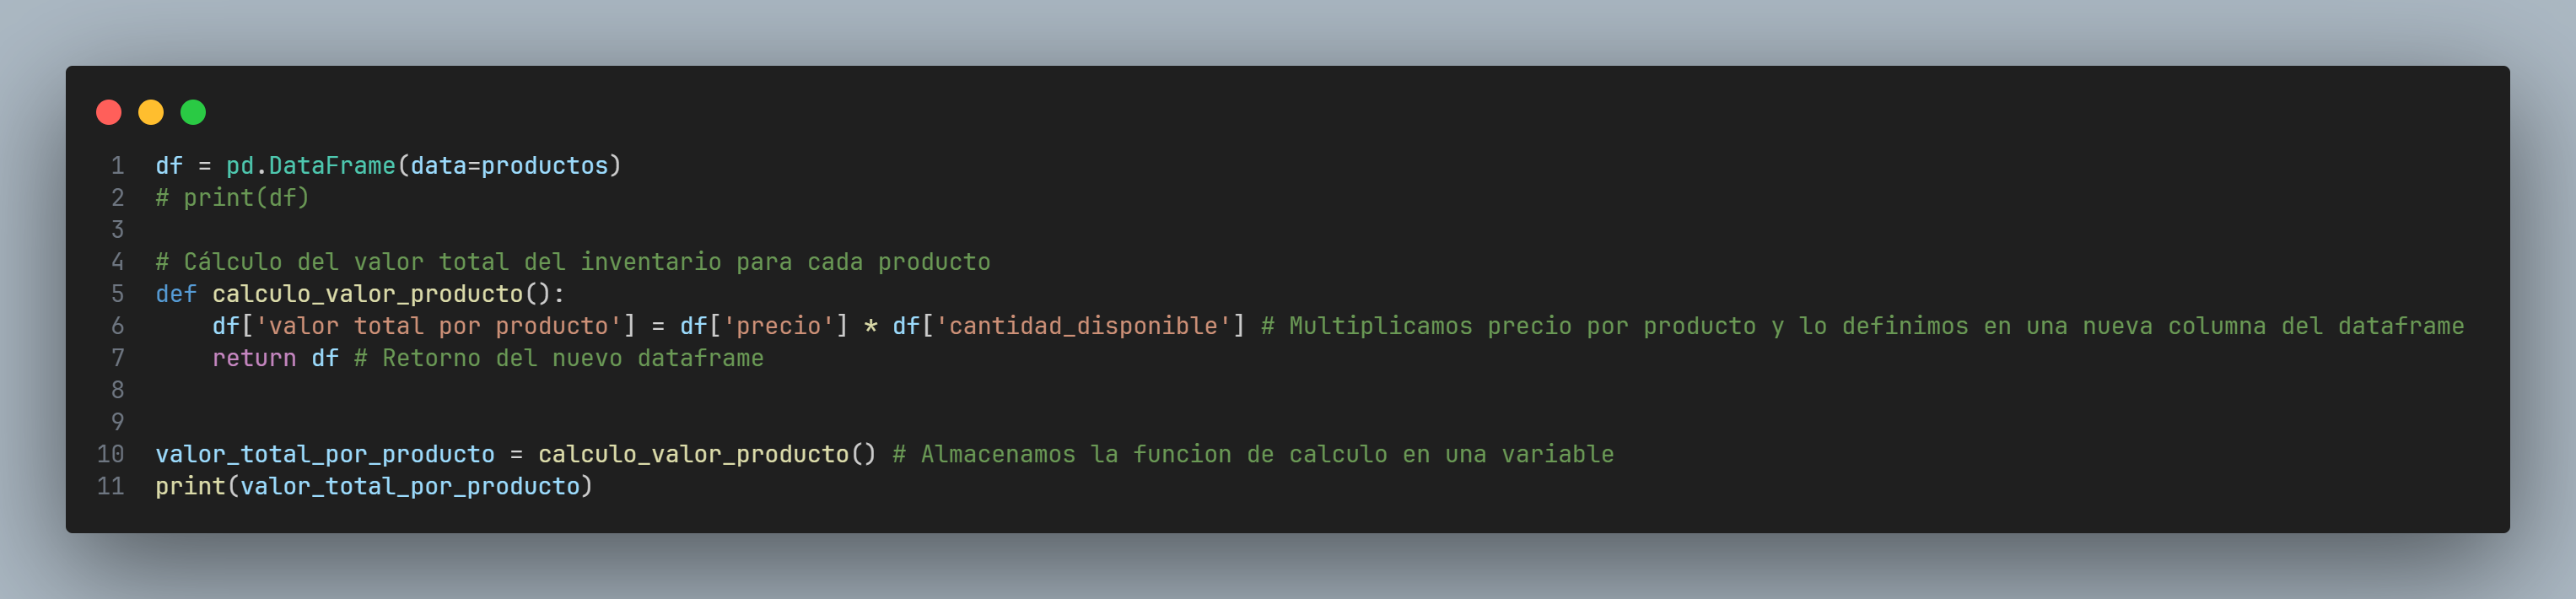 1 df = pd.DataFrame(data=productos)
2 # print(df)
3
4 # Cálculo del valor total del inventario para cada producto
5 def calculo_valor_producto():
6     df['valor total por producto'] = df['precio'] * df['cantidad_disponible'] # Multiplicamos precio por producto y lo definimos en una nueva columna del dataframe
7     return df # Retorno del nuevo dataframe
8
9
10 valor_total_por_producto = calculo_valor_producto() # Almacenamos la funcion de calculo en una variable
11 print(valor_total_por_producto)